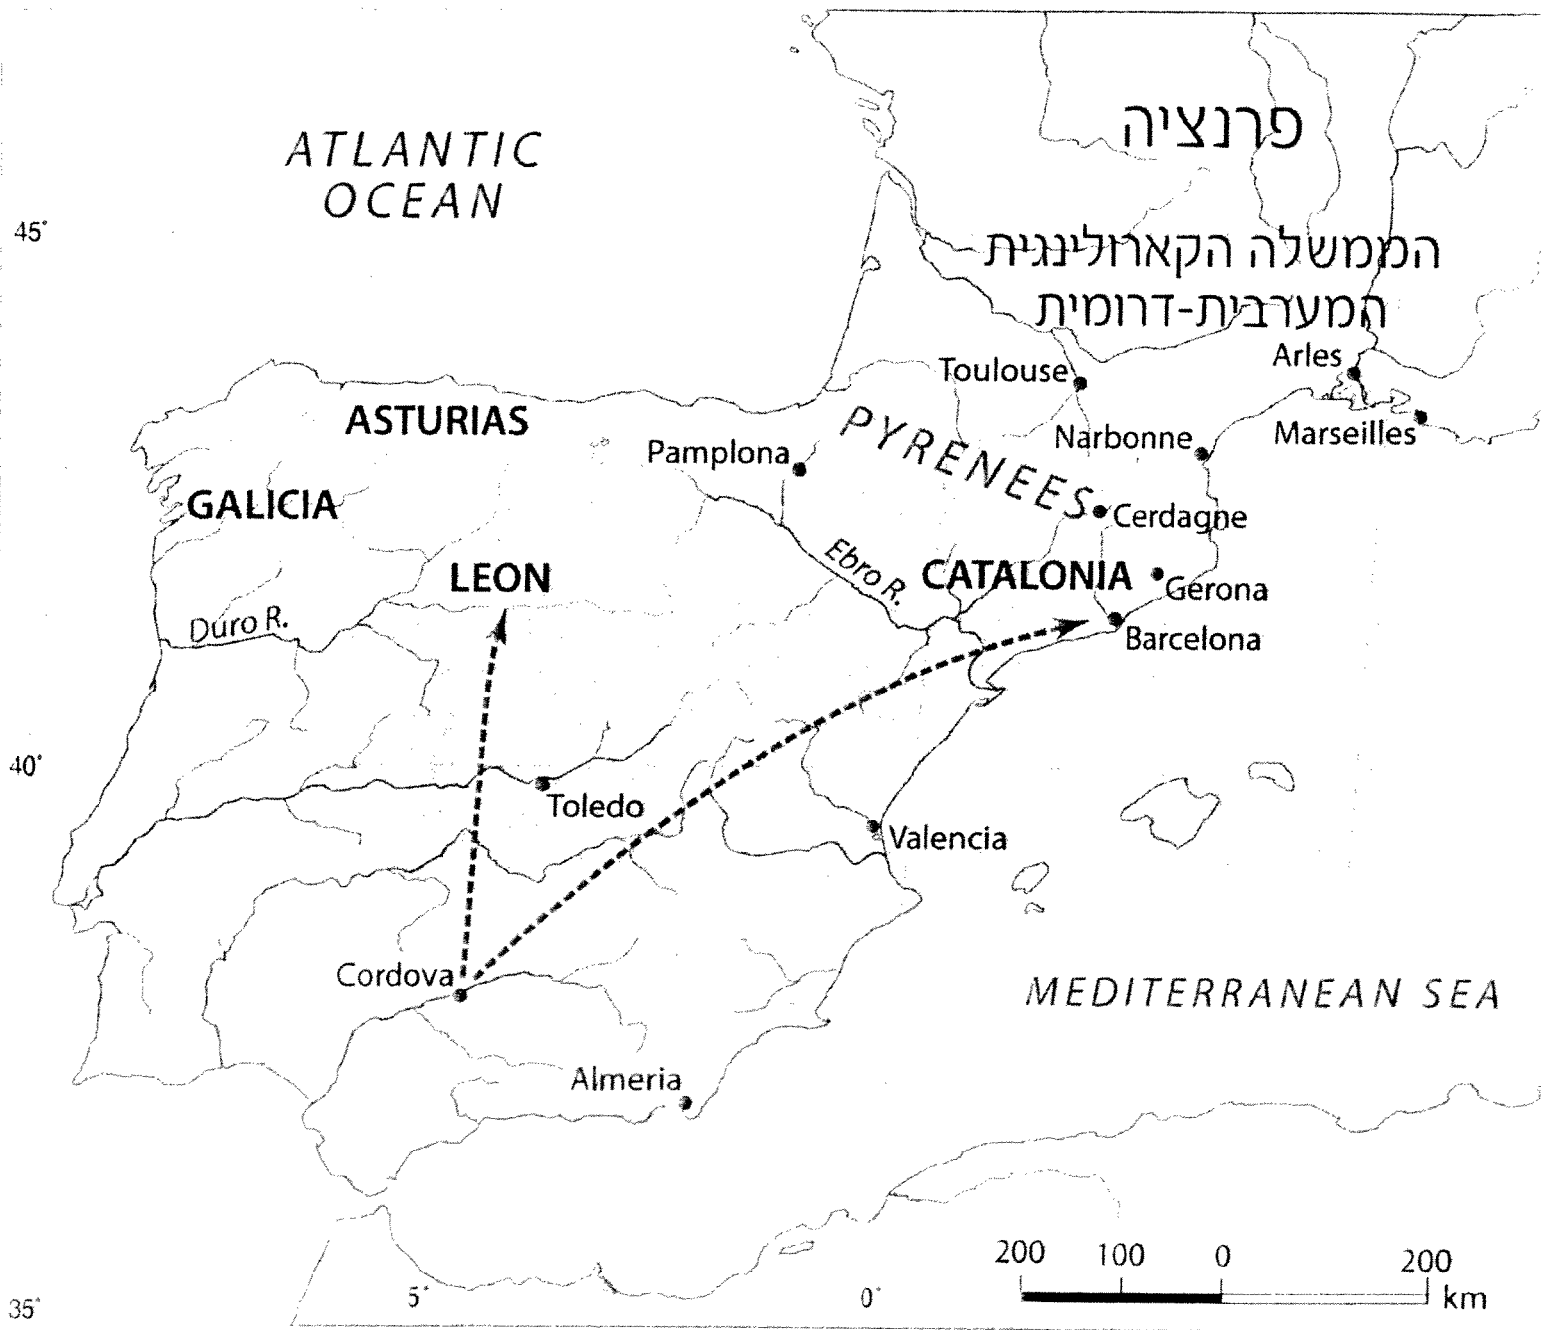 ATLANTIC
OCEAN
פרנציה
45°
הממשלה הקארולינגית
המערבית-דרומית
Arles
Toulouse
ASTURIAS
PYRENEES
Narbonne
Marseilles
Pamplona
GALICIA
Cerdagne
LEON
Ebro R.
CATALONIA
Gerona
Duro R.
Barcelona
40°
Toledo
Valencia
Cordova
MEDITERRANEAN SEA
Almeria
200 100 0 200
km
35°
5°
0°